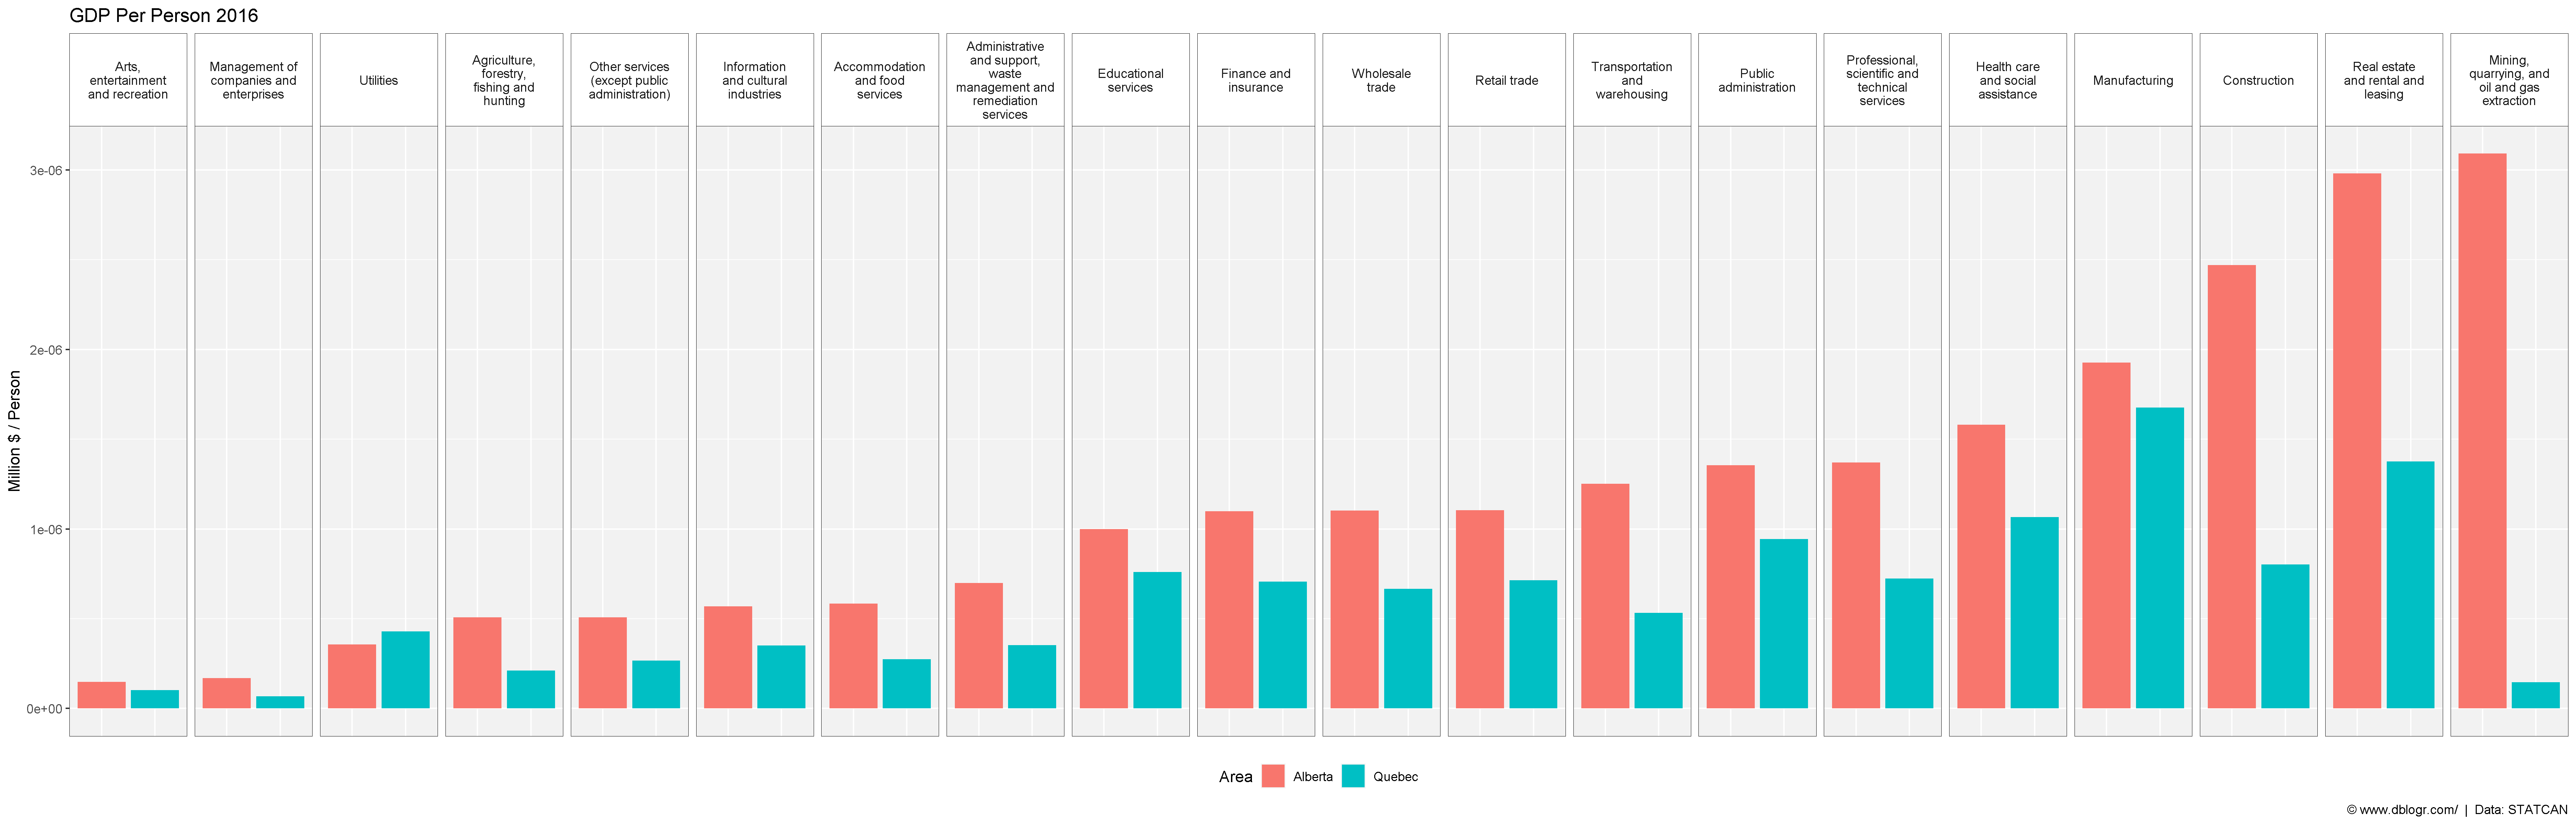 GDP Per Person 2016
Arts,
entertainment
and recreation
Management of
companies and
enterprises
Utilities
Agriculture,
forestry,
fishing and
hunting
Other services
(except public
administration)
Information
and cultural
industries
Accommodation
and food
services
Administrative
and support,
waste
management and
remediation
services
Educational
services
Finance and
insurance
Wholesale
trade
Retail trade
Transportation
and
warehousing
Public
administration
Professional,
scientific and
technical
services
Health care
and social
assistance
Manufacturing
Construction
Real estate
and rental and
leasing
Mining,
quarrying, and
oil and gas
extraction
3e-06
2e-06
1e-06
0e+00
Million $ / Person
Area
Alberta
Quebec
© www.dblogr.com/ | Data: STATCAN